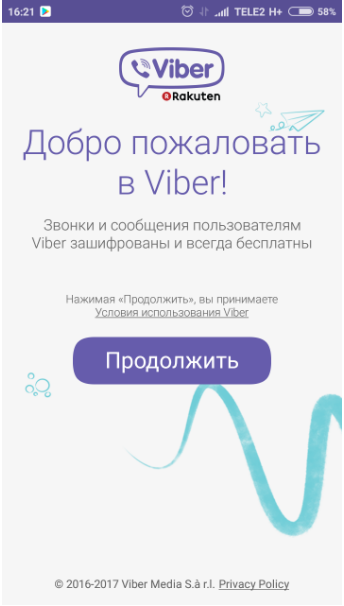 16:21 TELE2 H+ 58%
Viber
Rakuten
Добро пожаловать
в Viber!
Звонки и сообщения пользователям
Viber зашифрованы и всегда бесплатны
Нажимая «Продолжить», вы принимаете
Условия использования Viber
Продолжить
© 2016-2017 Viber Media S.à r.l. Privacy Policy